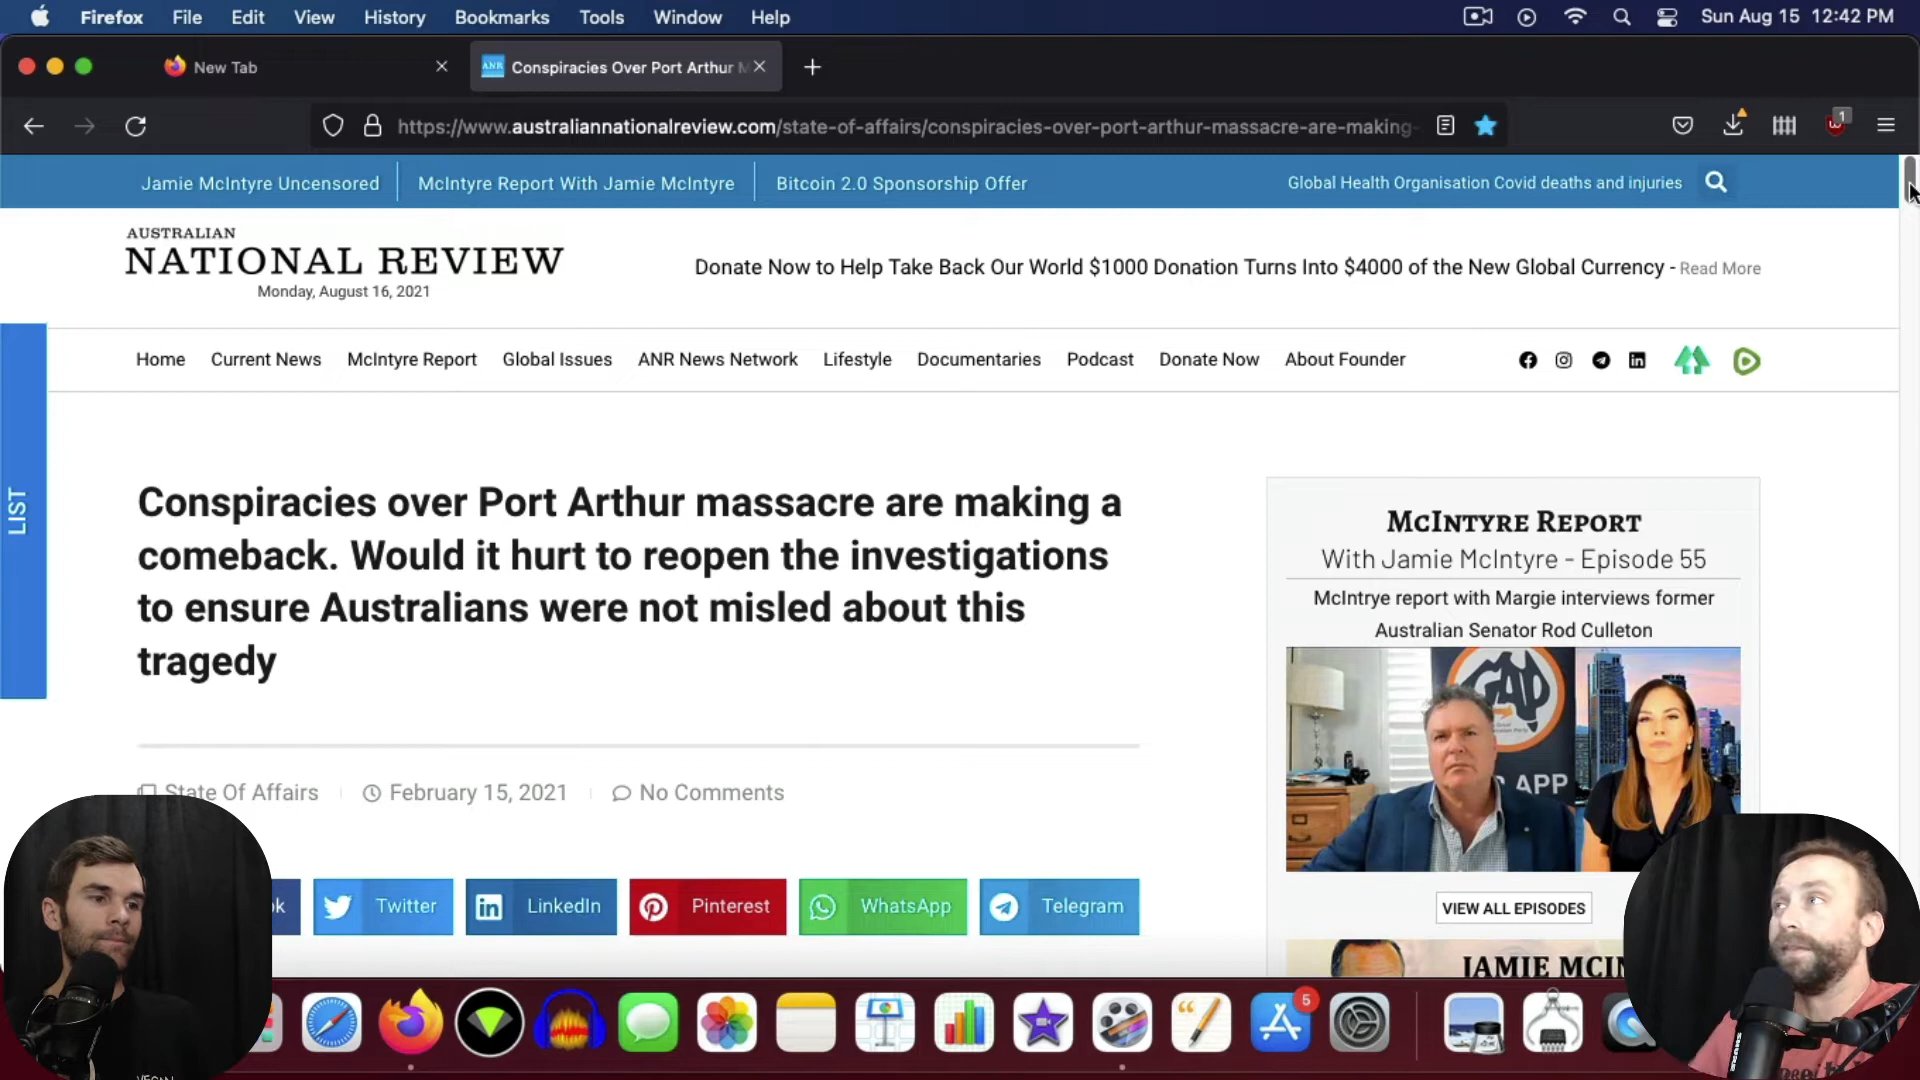 Firefox File Edit View History Bookmarks Tools Window Help Sun Aug 15 12:42 PM
New Tab
ANR Conspiracies Over Port Arthur M
https://www.australiannationalreview.com/state-of-affairs/conspiracies-over-port-arthur-massacre-are-making-
1
Jamie McIntyre Uncensored McIntyre Report With Jamie McIntyre Bitcoin 2.0 Sponsorship Offer Global Health Organisation Covid deaths and injuries
AUSTRALIAN
NATIONAL REVIEW
Monday, August 16, 2021
Donate Now to Help Take Back Our World $1000 Donation Turns Into $4000 of the New Global Currency - Read More
Home Current News McIntyre Report Global Issues ANR News Network Lifestyle Documentaries Podcast Donate Now About Founder
LIST
Conspiracies over Port Arthur massacre are making a
comeback. Would it hurt to reopen the investigations
to ensure Australians were not misled about this
tragedy
State Of Affairs February 15, 2021 No Comments
k Twitter LinkedIn Pinterest WhatsApp Telegram
McIntyre Report
With Jamie McIntyre - Episode 55
McIntrye report with Margie interviews former
Australian Senator Rod Culleton
GAP
APP
VIEW ALL EPISODES
JAMIE MCIN
5
VEGAN